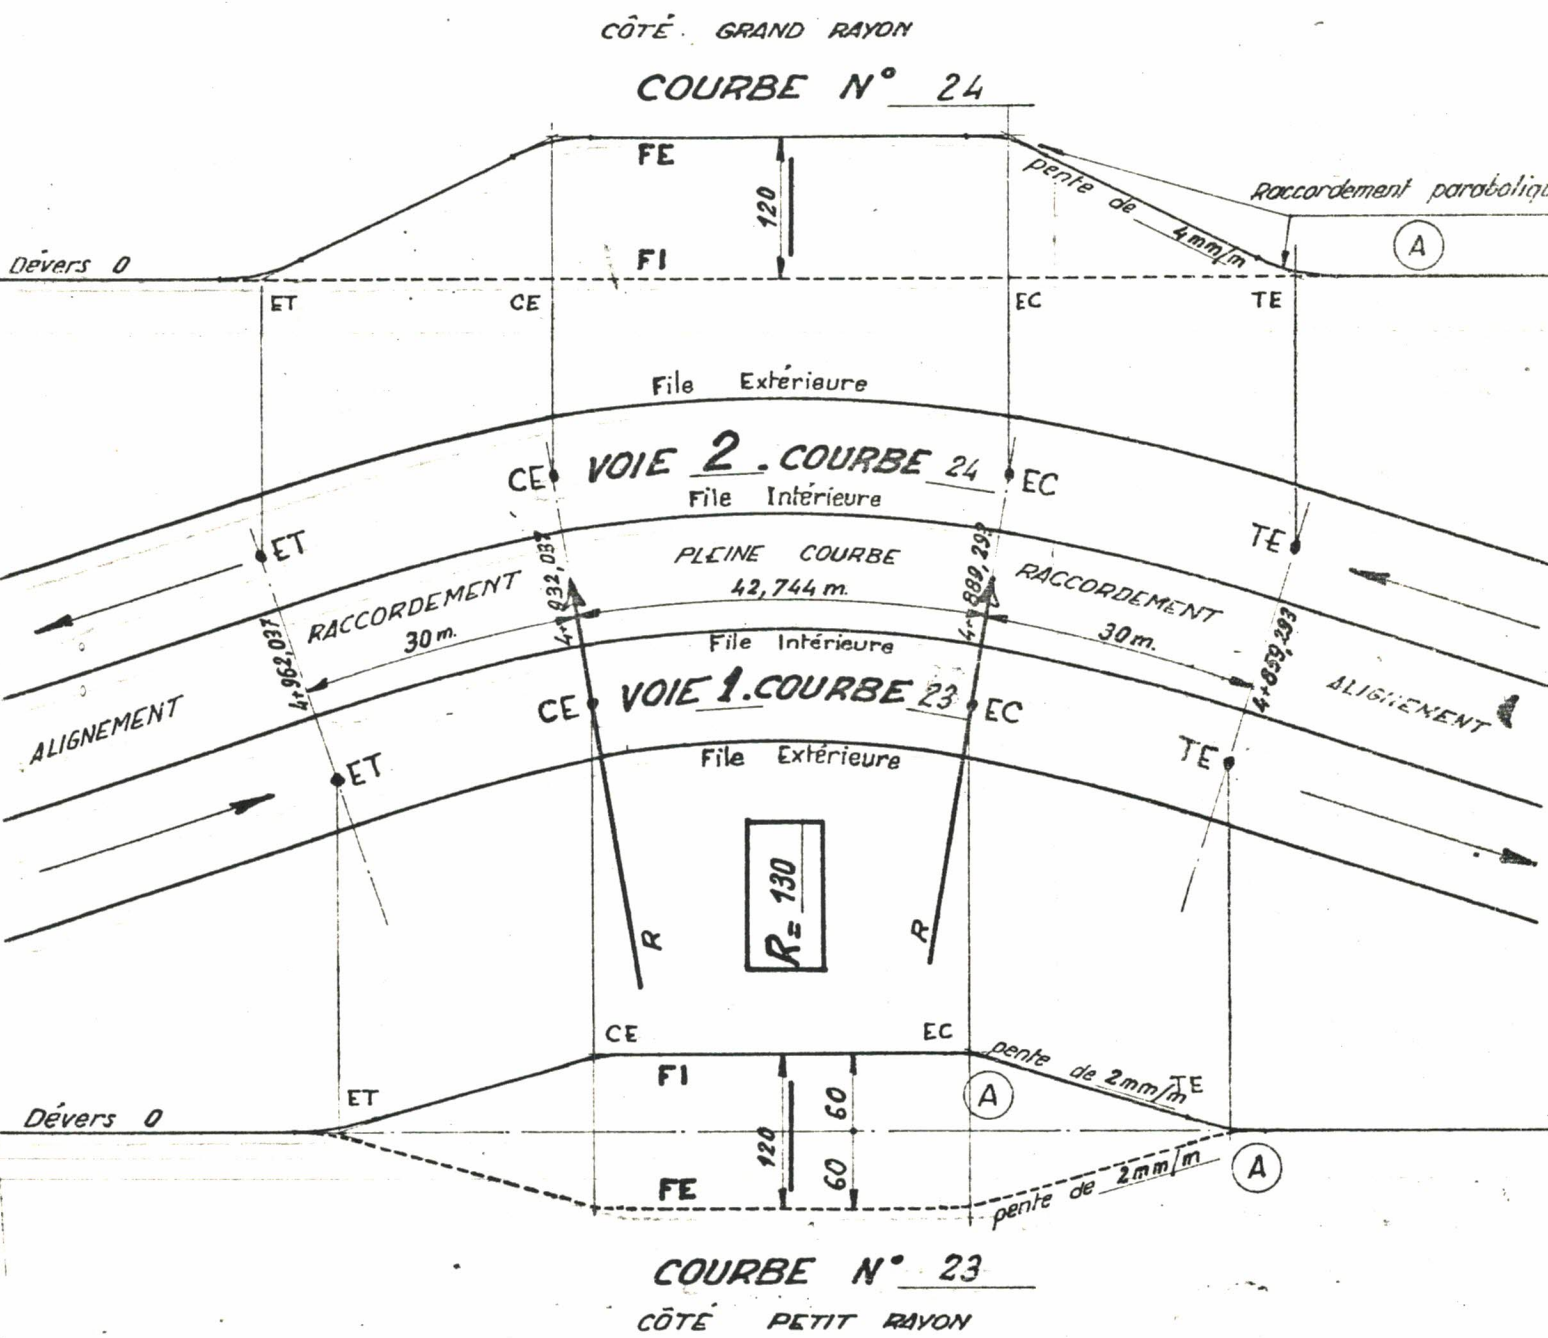 CÔTÉ. GRAND RAYON
COURBE N° 24
FE
120
pente de 4mm/m
Raccordement paraboliqu
A
Dévers 0
FI
ET
CE
EC
TE
File Extérieure
CE
VOIE 2. COURBE 24
EC
File Intérieure
ET
TE
PLEINE COURBE
42,744 m.
RACCORDEMENT
30 m.
RACCORDEMENT
30 m.
4+962,037
4+932,037
4+889,293
4+859,293
File Intérieure
ALIGNEMENT
CE
VOIE 1. COURBE 23
EC
ALIGNEMENT
ET
File Extérieure
TE
R= 130
R
R
CE
EC
pente de 2mm/m
ET
FI
A
TE
Dévers 0
60
120
60
FE
pente de 2mm/m
A
COURBE N° 23
CÔTÉ PETIT RAYON